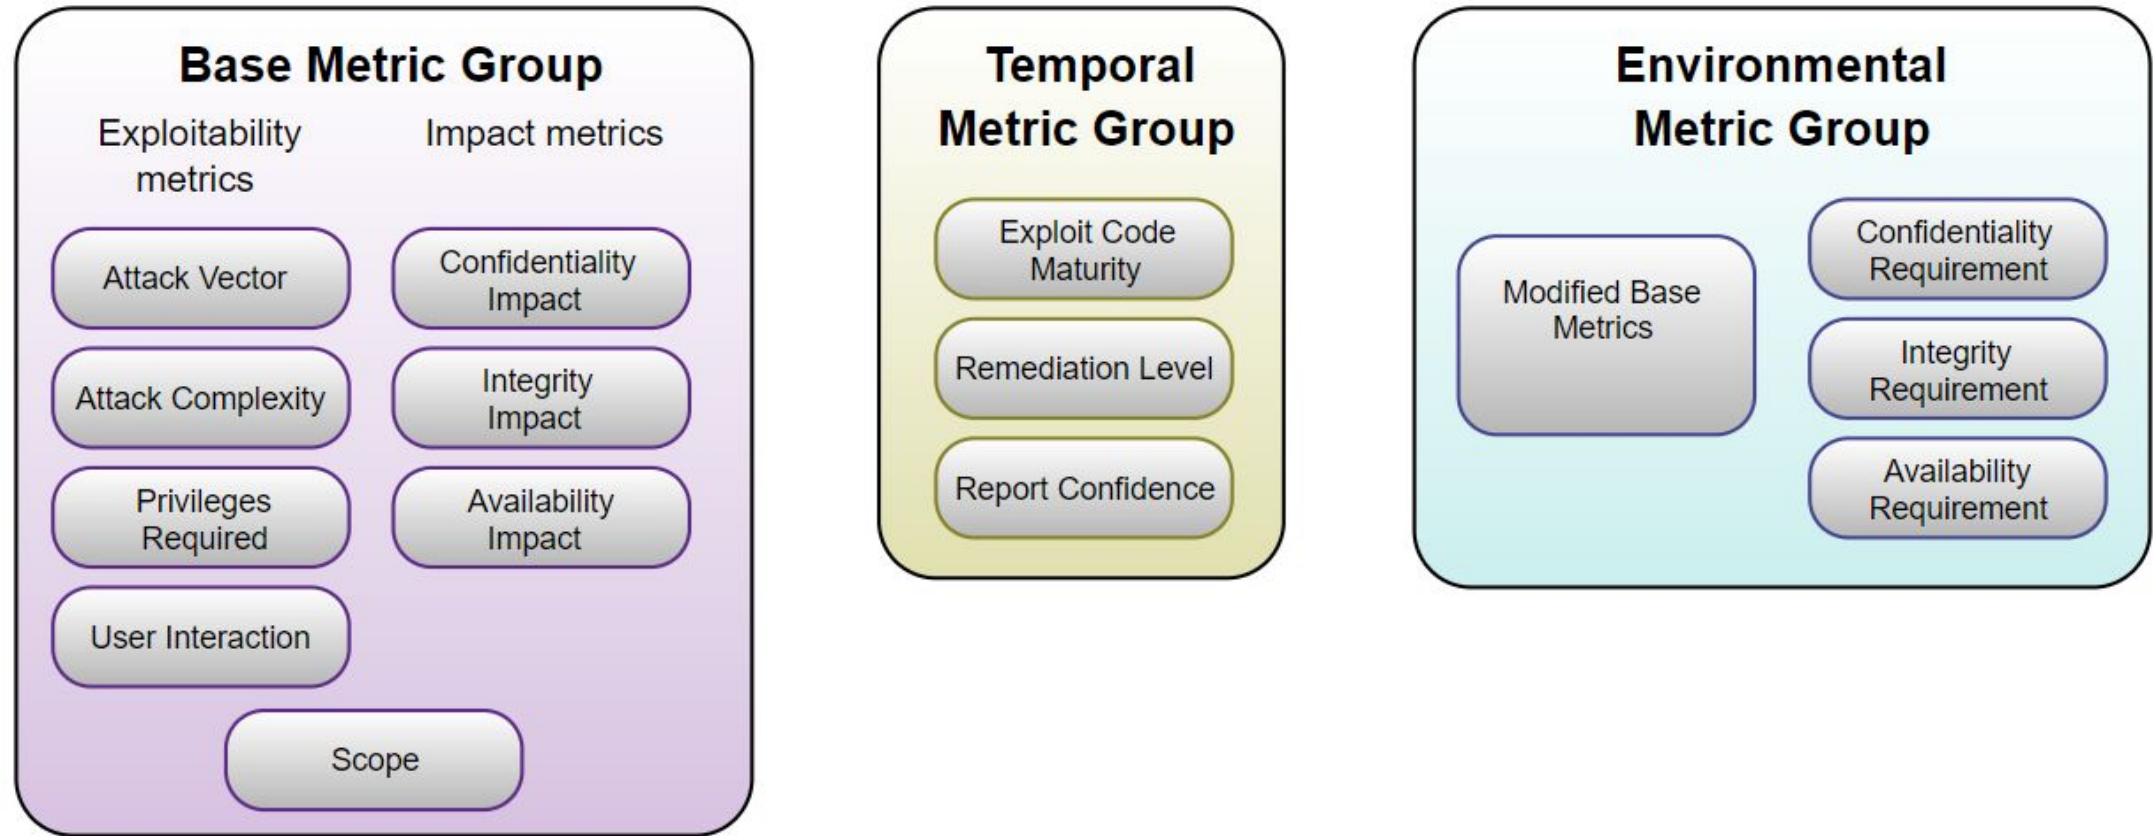 Base Metric Group
Exploitability
metrics
Attack Vector
Attack Complexity
Privileges
Required
User Interaction
Impact metrics
Confidentiality
Impact
Integrity
Impact
Availability
Impact
Scope
Temporal
Metric Group
Exploit Code
Maturity
Remediation Level
Report Confidence
Environmental
Metric Group
Modified Base
Metrics
Confidentiality
Requirement
Integrity
Requirement
Availability
Requirement